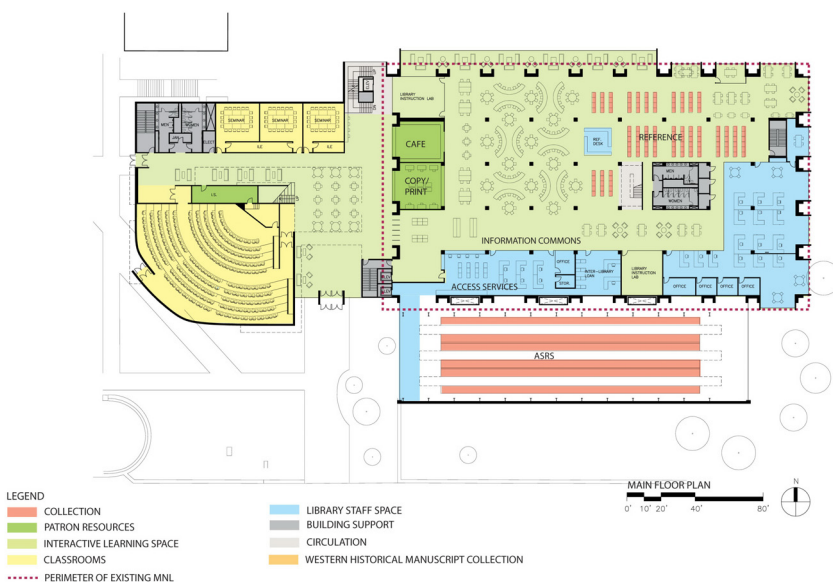 LIBRARY
INSTRUCTION LAB
MEN
WOMEN
ELEC
SEMINAR
SEMINAR
SEMINAR
ILC
ILC
CAFE
COPY/
PRINT
REF.
DESK
REFERENCE
MEN
WOMEN
INFORMATION COMMONS
ACCESS SERVICES
OFFICE
STOR.
INTER-LIBRARY
LOAN
LIBRARY
INSTRUCTION
LAB
OFFICE
OFFICE
OFFICE
OFFICE
ASRS
MAIN FLOOR PLAN
0' 10' 20' 40' 80'
N
LEGEND
COLLECTION
PATRON RESOURCES
INTERACTIVE LEARNING SPACE
CLASSROOMS
PERIMETER OF EXISTING MNL
LIBRARY STAFF SPACE
BUILDING SUPPORT
CIRCULATION
WESTERN HISTORICAL MANUSCRIPT COLLECTION